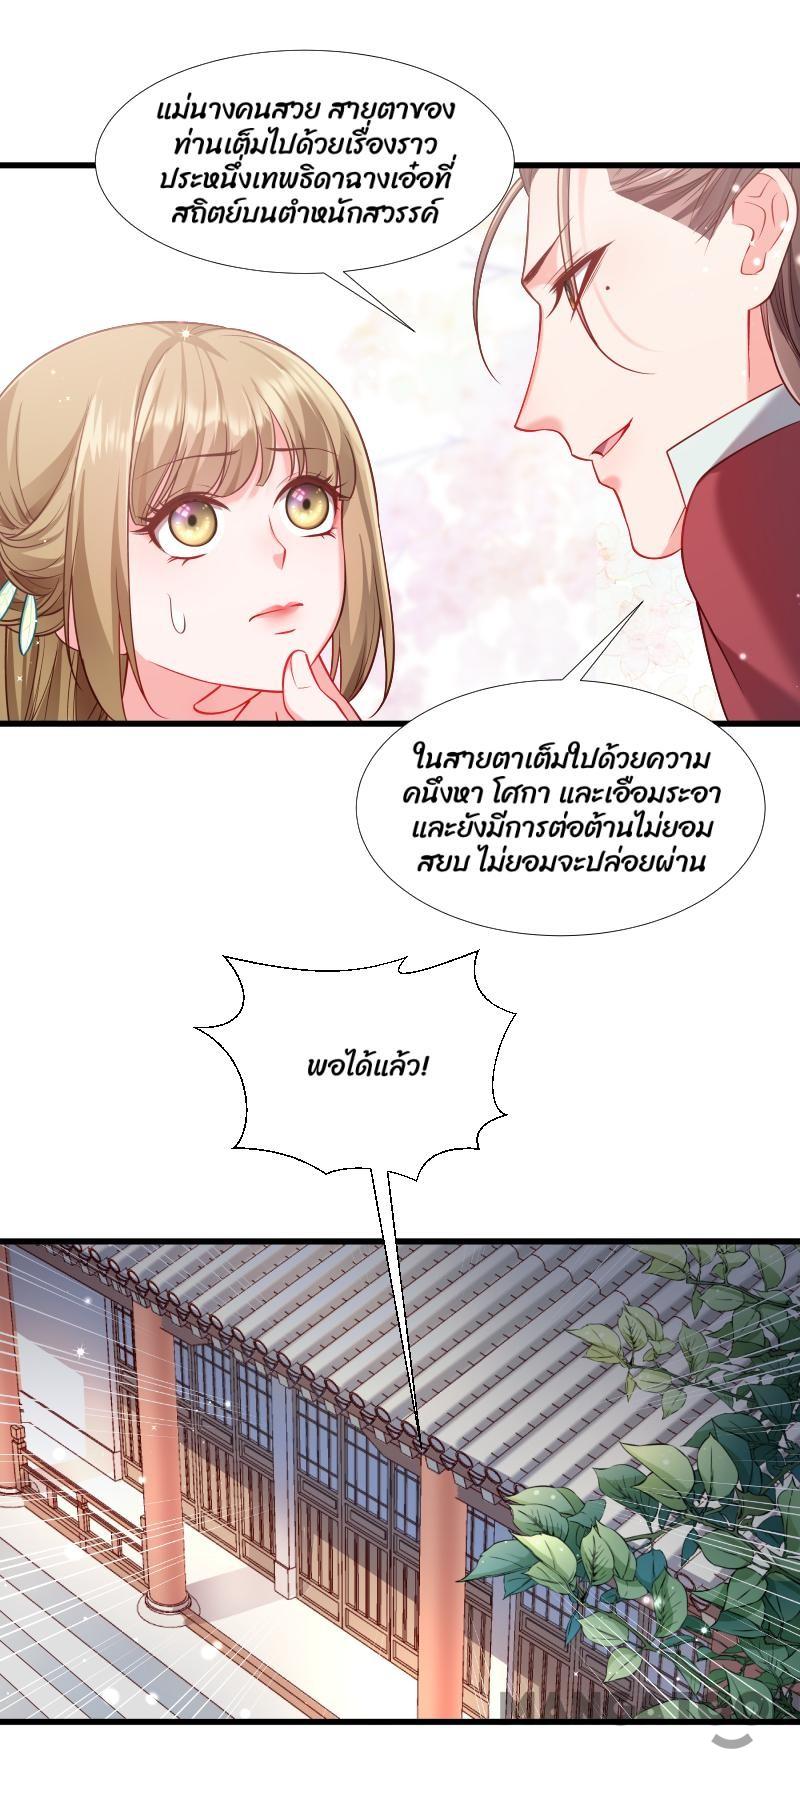 แม่นางคนสวย สายตาของ
ท่านเต็มไปด้วยเรื่องราว
ประหนึ่งเทพธิดาฉางเอ๋อที่
สถิตย์บนตำหนักสวรรค์
ในสายตาเต็มใปด้วยความ
คนึงหา โศกา และเอือมระอา
และยังมีการต่อต้านไม่ยอม
สยบ ไม่ยอมจะปล่อยผ่าน
พอได้แล้ว!